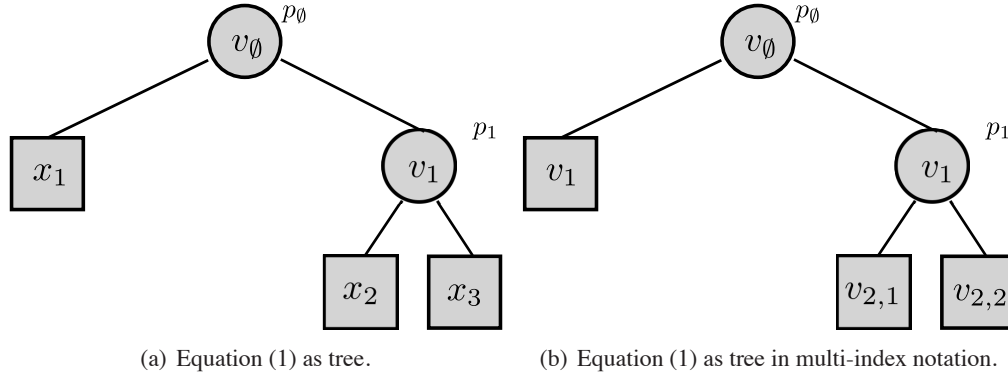 p_∅ p_∅
v_∅ v_∅
p_1 p_1
x_1 v_1 v_1 v_1
x_2 x_3 v_{2,1} v_{2,2}
(a) Equation (1) as tree. (b) Equation (1) as tree in multi-index notation.